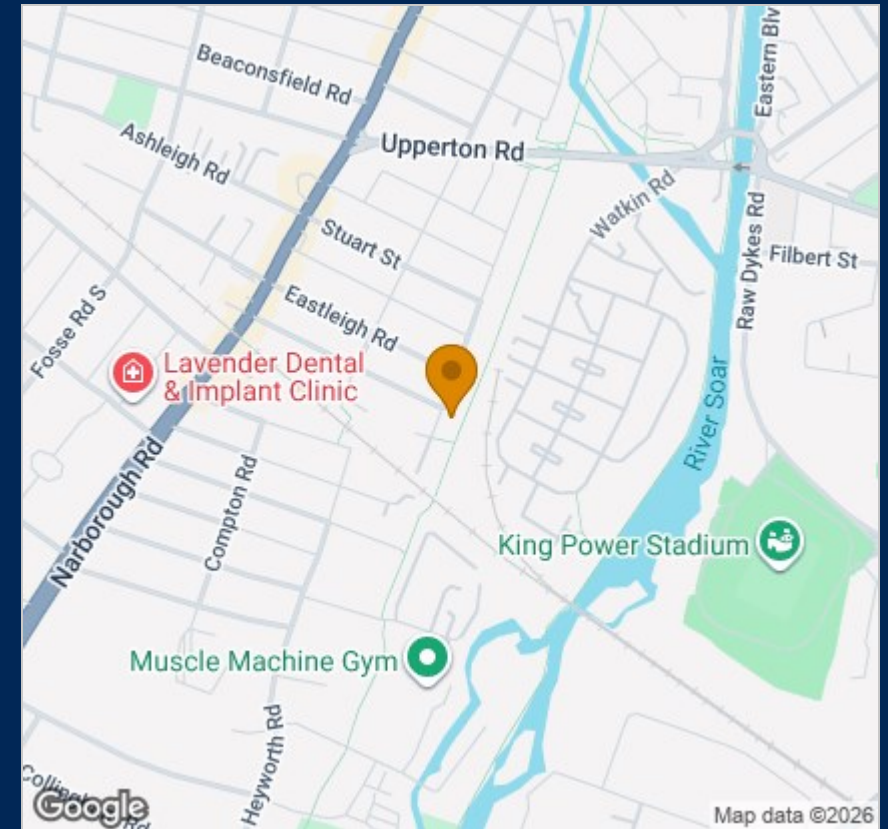 Eastern Blv
Beaconsfield Rd
Ashleigh Rd
Upperton Rd
Watkin Rd
Stuart St
Raw Dykes Rd
Filbert St
Eastleigh Rd
Fosse Rd S
Lavender Dental
& Implant Clinic
River Soar
Narborough Rd
Compton Rd
King Power Stadium
Muscle Machine Gym
Heyworth Rd
Rd
Google
Map data ©2026